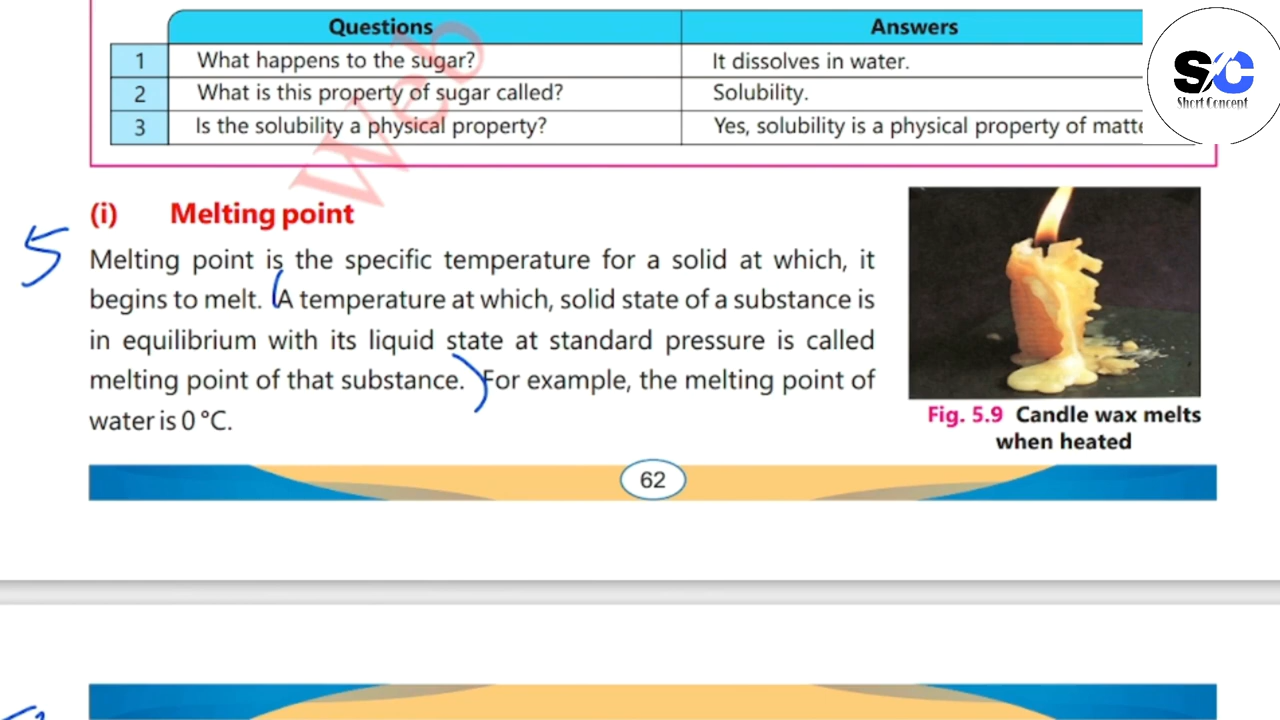 Questions Answers
1 What happens to the sugar? It dissolves in water.
2 What is this property of sugar called? Solubility.
3 Is the solubility a physical property? Yes, solubility is a physical property of matte
SC
Short Concept
Web
(i) Melting point
5
Melting point is the specific temperature for a solid at which, it
begins to melt. (A temperature at which, solid state of a substance is
in equilibrium with its liquid state at standard pressure is called
melting point of that substance.) For example, the melting point of
water is 0 °C.
Fig. 5.9 Candle wax melts
when heated
62